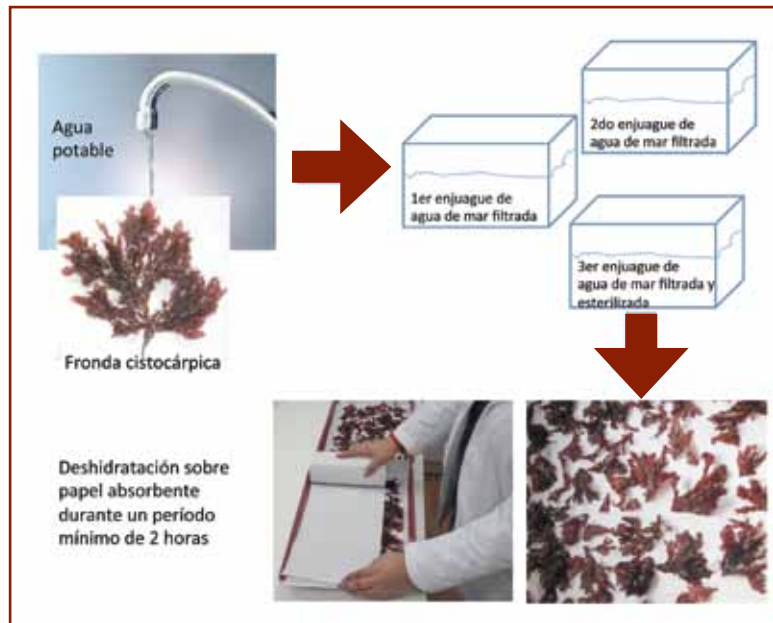 Agua
potable
Fronda cistocárpica
1er enjuague de
agua de mar filtrada
2do enjuague de
agua de mar filtrada
3er enjuague de
agua de mar filtrada y
esterilizada
Deshidratación sobre
papel absorbente
durante un período
mínimo de 2 horas